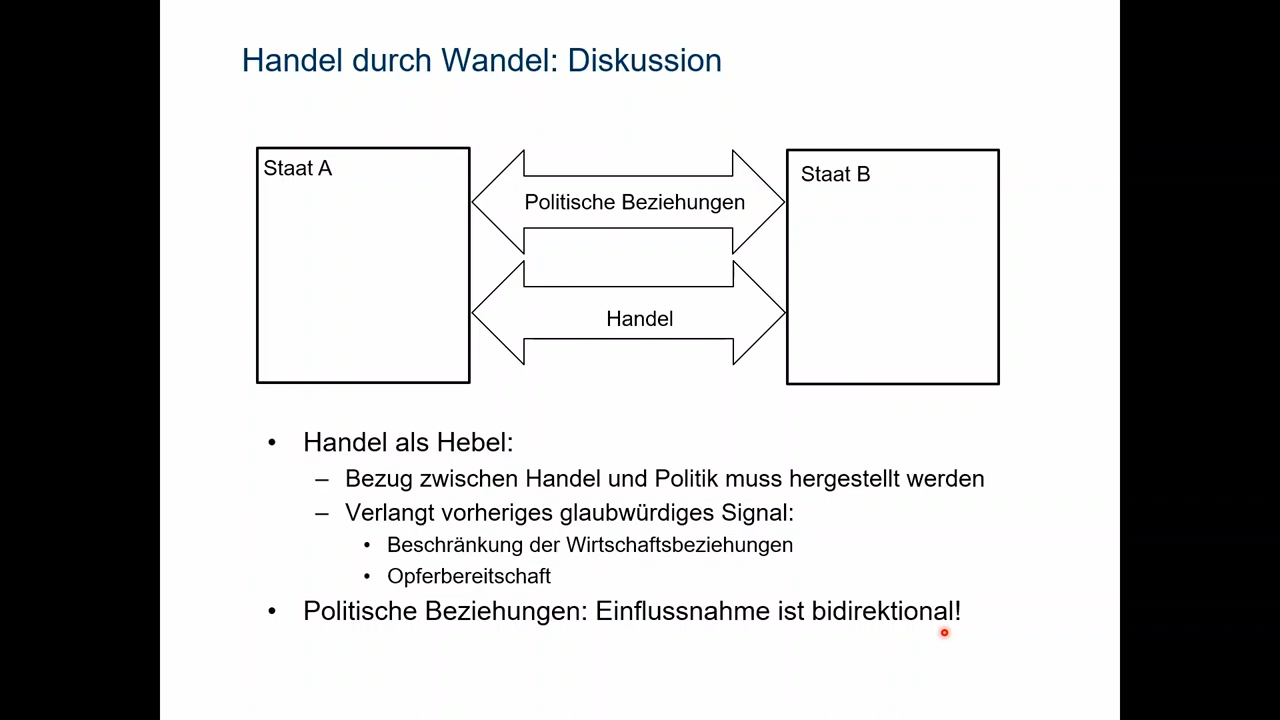 Handel durch Wandel: Diskussion
Staat A
Staat B
Politische Beziehungen
Handel
• Handel als Hebel:
– Bezug zwischen Handel und Politik muss hergestellt werden
– Verlangt vorheriges glaubwürdiges Signal:
• Beschränkung der Wirtschaftsbeziehungen
• Opferbereitschaft
• Politische Beziehungen: Einflussnahme ist bidirektional!